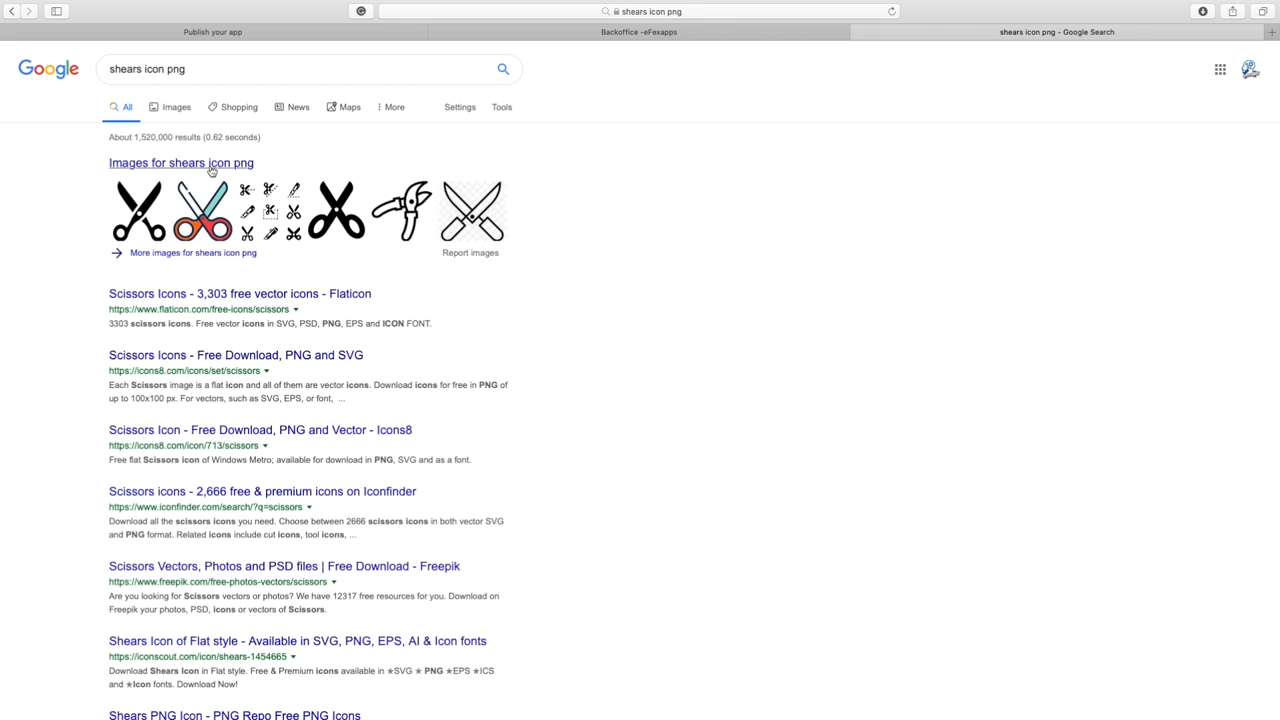 shears icon png
Publish your app
Backoffice -eFexapps
shears icon png - Google Search
Google
shears icon png
All
Images
Shopping
News
Maps
More
Settings
Tools
About 1,520,000 results (0.62 seconds)
Images for shears icon png
More images for shears icon png
Report images
Scissors Icons - 3,303 free vector icons - Flaticon
https://www.flaticon.com/free-icons/scissors
3303 scissors icons. Free vector icons in SVG, PSD, PNG, EPS and ICON FONT.
Scissors Icons - Free Download, PNG and SVG
https://icons8.com/icons/set/scissors
Each Scissors image is a flat icon and all of them are vector icons. Download icons for free in PNG of
up to 100x100 px. For vectors, such as SVG, EPS, or font, ...
Scissors Icon - Free Download, PNG and Vector - Icons8
https://icons8.com/icon/713/scissors
Free flat Scissors icon of Windows Metro; available for download in PNG, SVG and as a font.
Scissors icons - 2,666 free & premium icons on Iconfinder
https://www.iconfinder.com/search/?q=scissors
Download all the scissors icons you need. Choose between 2666 scissors icons in both vector SVG
and PNG format. Related icons include cut icons, tool icons, ...
Scissors Vectors, Photos and PSD files | Free Download - Freepik
https://www.freepik.com/free-photos-vectors/scissors
Are you looking for Scissors vectors or photos? We have 12317 free resources for you. Download on
Freepik your photos, PSD, icons or vectors of Scissors.
Shears Icon of Flat style - Available in SVG, PNG, EPS, AI & Icon fonts
https://iconscout.com/icon/shears-1454665
Download Shears Icon in Flat style. Free & Premium icons available in ★SVG ★ PNG ★EPS ★ICS
and ★Icon fonts. Download Now!
Shears PNG Icon - PNG Repo Free PNG Icons